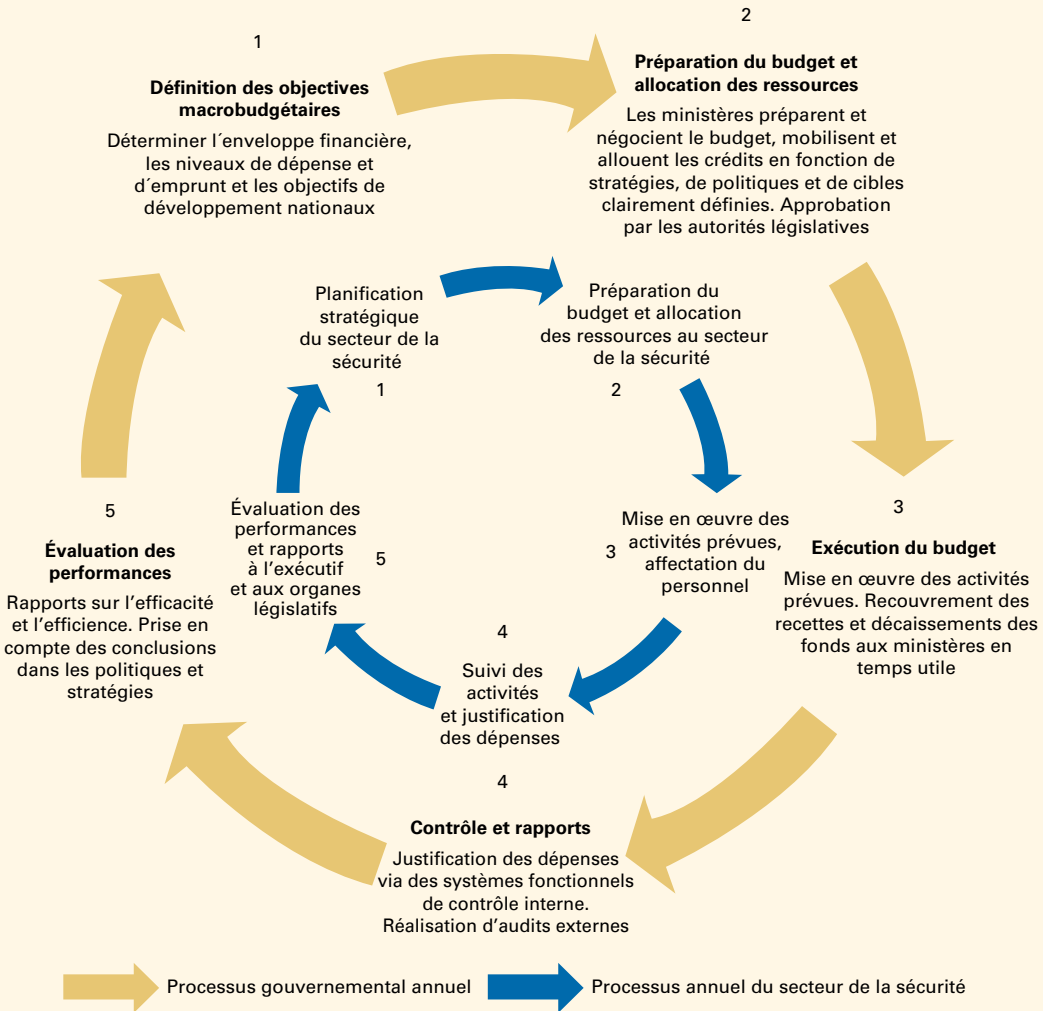 1
Définition des objectives
macrobudgétaires
Déterminer l´enveloppe financière,
les niveaux de dépense et
d´emprunt et les objectifs de
développement nationaux
2
Préparation du budget et
allocation des ressources
Les ministères préparent et
négocient le budget, mobilisent et
allouent les crédits en fonction de
stratégies, de politiques et de cibles
clairement définies. Approbation
par les autorités législatives
Planification
stratégique
du secteur de la
sécurité
1
Préparation du
budget et allocation
des ressources au secteur
de la sécurité
2
5
Évaluation des
performances
Rapports sur l’efficacité
et l’efficience. Prise en
compte des conclusions
dans les politiques et
stratégies
Évaluation des
performances
et rapports
à l’exécutif
et aux organes
législatifs
5
3
Mise en œuvre des
activités prévues,
affectation du
personnel
3
Exécution du budget
Mise en œuvre des activités
prévues. Recouvrement des
recettes et décaissements des
fonds aux ministères en
temps utile
4
Suivi des
activités
et justification
des dépenses
4
Contrôle et rapports
Justification des dépenses
via des systèmes fonctionnels
de contrôle interne.
Réalisation d’audits externes
Processus gouvernemental annuel
Processus annuel du secteur de la sécurité